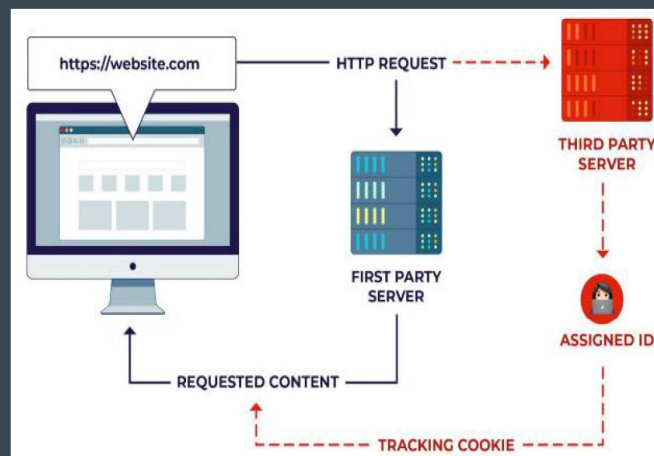 https://website.com
HTTP REQUEST
THIRD PARTY
SERVER
FIRST PARTY
SERVER
ASSIGNED ID
REQUESTED CONTENT
TRACKING COOKIE